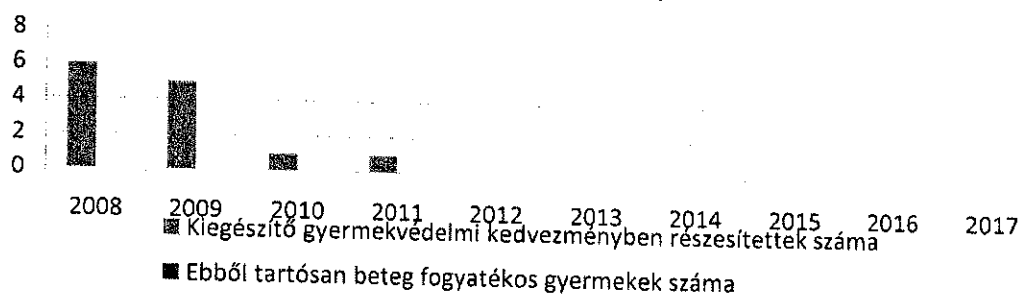 8
6
4
2
0
2008 2009 2010 2011 2012 2013 2014 2015 2016 2017
Kiegészítő gyermekvédelmi kedvezményben részesítettek száma
Ebből tartósan beteg fogyatékos gyermekek száma